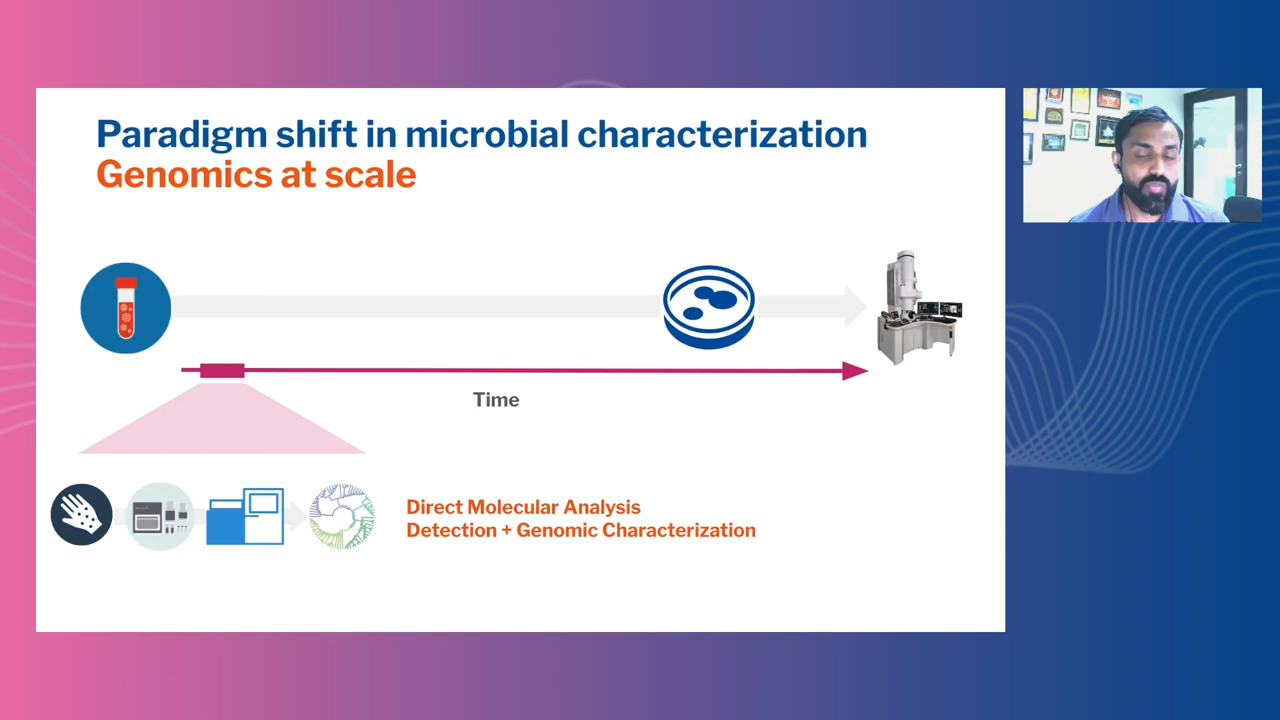 Paradigm shift in microbial characterization
Genomics at scale
Time
Direct Molecular Analysis
Detection + Genomic Characterization